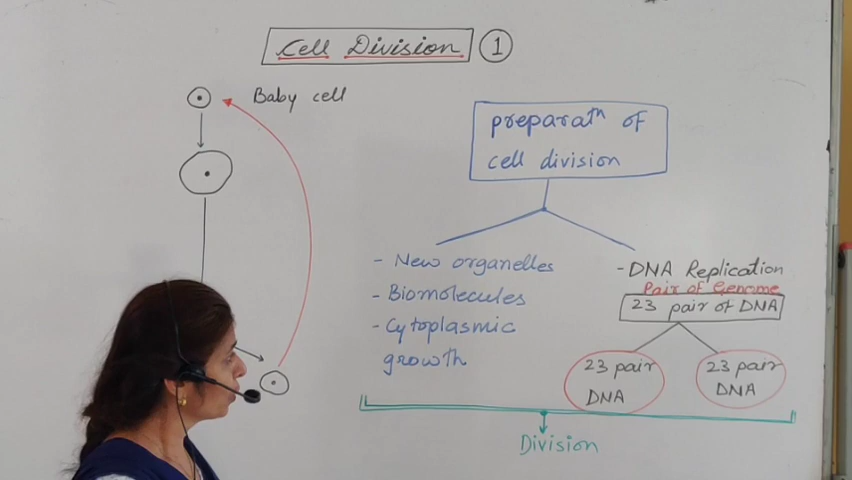 Cell Division 1
Baby cell
preparatn of
cell division
- New organelles
- Biomolecules
- Cytoplasmic
growth
- DNA Replication
Pair of Genome
23 pair of DNA
23 pair
DNA
23 pair
DNA
Division